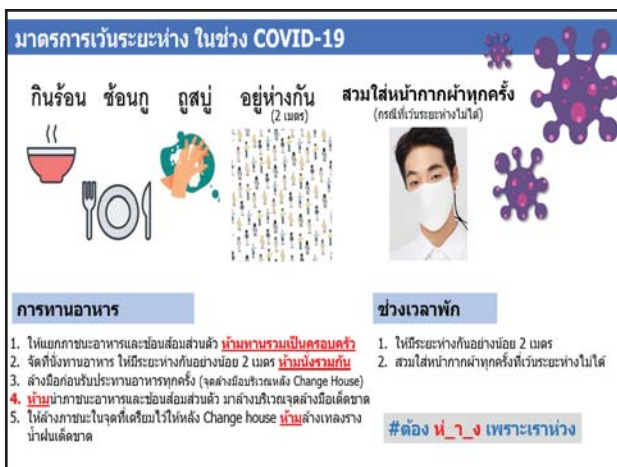 มาตรการเว้นระยะห่าง ในช่วง COVID-19
กินร้อน ช้อนกู ถูสบู่ อยู่ห่างกัน
(2 เมตร)
สวมใส่หน้ากากผ้าทุกครั้ง
(กรณีที่เว้นระยะห่างไม่ได้)
การทานอาหาร
1. ให้แยกภาชนะอาหารและช้อนส้อมส่วนตัว ห้ามทานรวมเป็นครอบครัว
2. จัดที่นั่งทานอาหาร ให้มีระยะห่างกันอย่างน้อย 2 เมตร ห้ามนั่งรวมกัน
3. ล้างมือก่อนรับประทานอาหารทุกครั้ง (จุดล้างมือบริเวณหลัง Change House)
4. ห้ามนำภาชนะอาหารและช้อนส้อมส่วนตัว มาล้างบริเวณจุดล้างมือเด็ดขาด
5. ให้ล้างภาชนะในจุดที่เตรียมไว้ให้หลัง Change house ห้ามล้างเทลงราง
น้ำฝนเด็ดขาด
ช่วงเวลาพัก
1. ให้มีระยะห่างกันอย่างน้อย 2 เมตร
2. สวมใส่หน้ากากผ้าทุกครั้งที่เว้นระยะห่างไม่ได้
#ต้อง ห่_า_ง เพราะเราห่วง